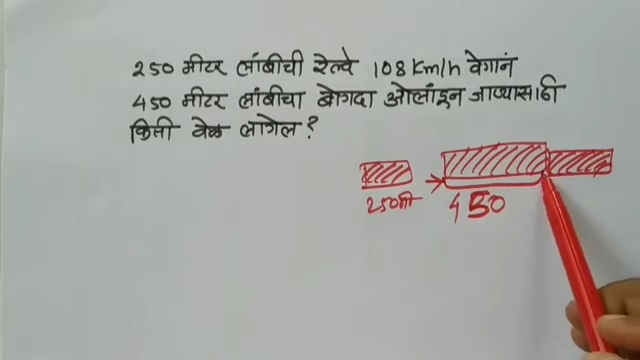 250 मीटर लांबीची रेल्वे 108 Km/h वेगानं
450 मीटर लांबीचा बोगदा ओलांडून जाण्यासाठी
किती वेळ लागेल ?
250मी
450